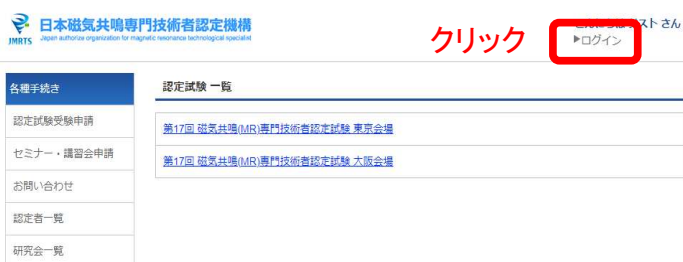 日本磁気共鳴専門技術者認定機構
JMRTS
Japan authorize organization for magnetic resonance technological specialist
クリック
スト さん
▶ログイン
各種手続き
認定試験 一覧
認定試験受験申請
第17回 磁気共鳴(MR)専門技術者認定試験 東京会場
セミナー・講習会申請
第17回 磁気共鳴(MR)専門技術者認定試験 大阪会場
お問い合わせ
認定者一覧
研究会一覧